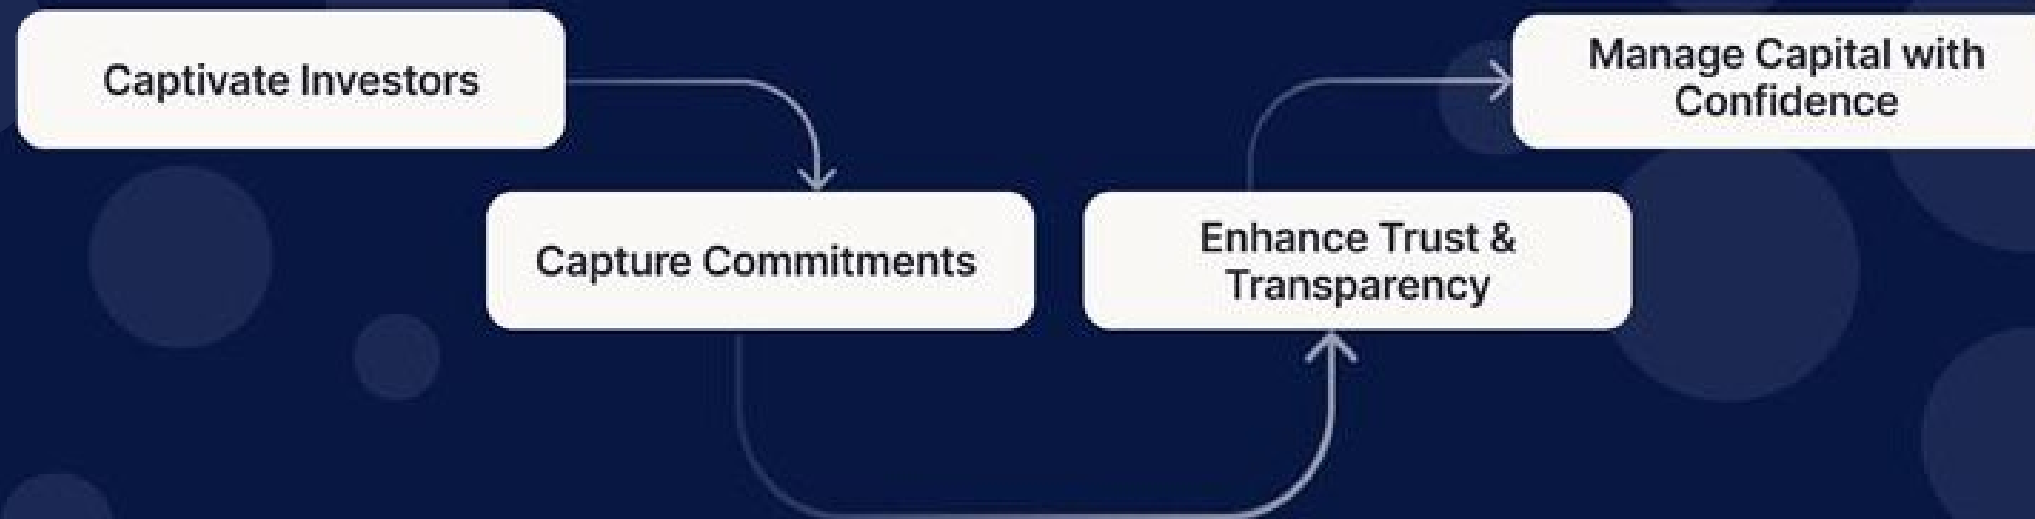 Captivate Investors
Manage Capital with
Confidence
Capture Commitments
Enhance Trust &
Transparency